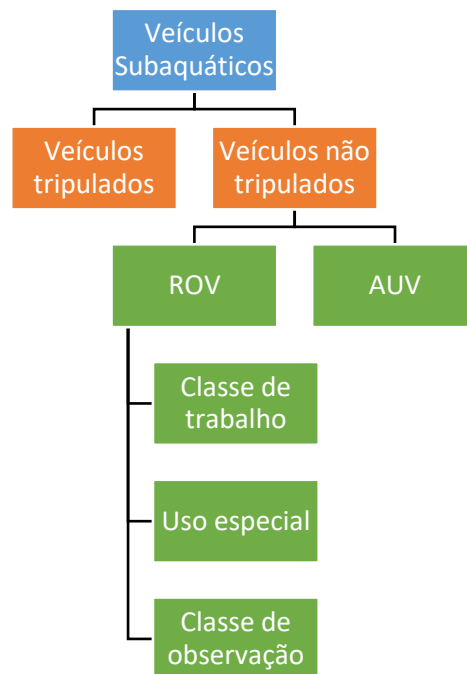 Veículos
Subaquáticos
Veículos
tripulados
Veículos não
tripulados
ROV
AUV
Classe de
trabalho
Uso especial
Classe de
observação